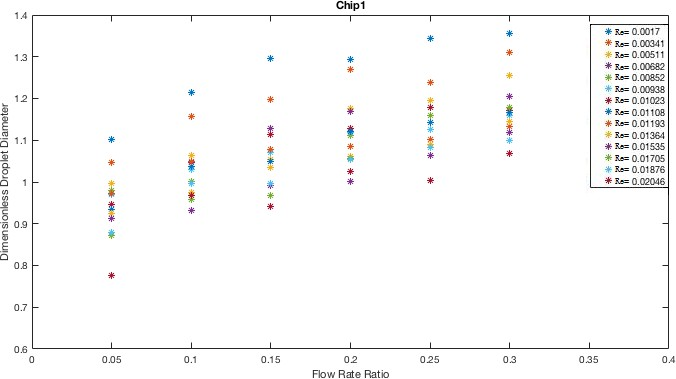 Chip1
1.4
1.3
1.2
1.1
1
0.9
0.8
0.7
0.6
Dimensionless Droplet Diameter
0
0.05
0.1
0.15
0.2
0.25
0.3
0.35
0.4
Flow Rate Ratio
Re= 0.0017
Re= 0.00341
Re= 0.00511
Re= 0.00682
Re= 0.00852
Re= 0.00938
Re= 0.01023
Re= 0.01108
Re= 0.01193
Re= 0.01364
Re= 0.01535
Re= 0.01705
Re= 0.01876
Re= 0.02046